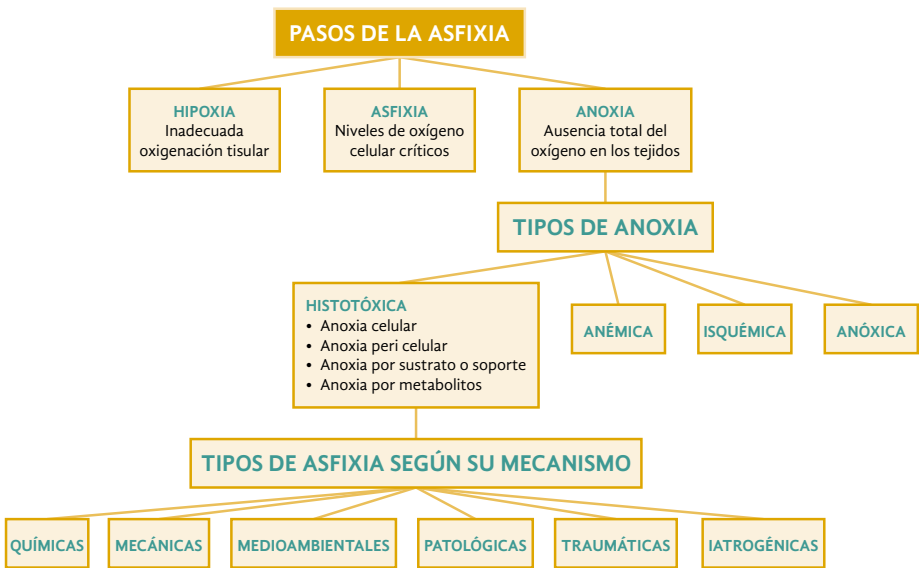 PASOS DE LA ASFIXIA
HIPOXIA
Inadecuada
oxigenación tisular
ASFIXIA
Niveles de oxígeno
celular críticos
ANOXIA
Ausencia total del
oxígeno en los tejidos
TIPOS DE ANOXIA
HISTOTÓXICA
• Anoxia celular
• Anoxia peri celular
• Anoxia por sustrato o soporte
• Anoxia por metabolitos
ANÉMICA
ISQUÉMICA
ANÓXICA
TIPOS DE ASFIXIA SEGÚN SU MECANISMO
QUÍMICAS
MECÁNICAS
MEDIOAMBIENTALES
PATOLÓGICAS
TRAUMÁTICAS
IATROGÉNICAS